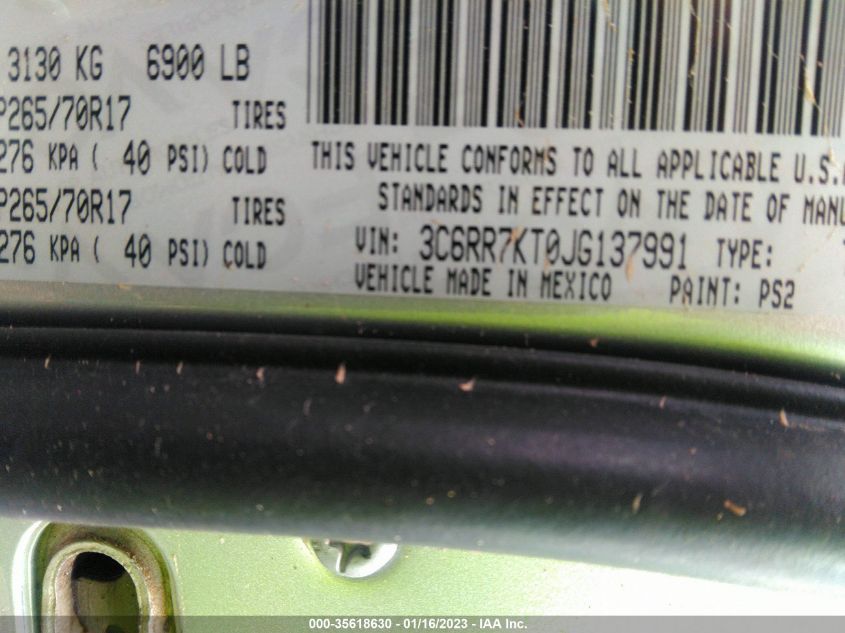 3130 KG 6900 LB
P265/70R17 TIRES
276 KPA ( 40 PSI) COLD
P265/70R17 TIRES
276 KPA ( 40 PSI) COLD
THIS VEHICLE CONFORMS TO ALL APPLICABLE U.S.
STANDARDS IN EFFECT ON THE DATE OF MANU
VIN: 3C6RR7KT0JG137991 TYPE:
VEHICLE MADE IN MEXICO PAINT: PS2
000-35618630 - 01/16/2023 - IAA Inc.